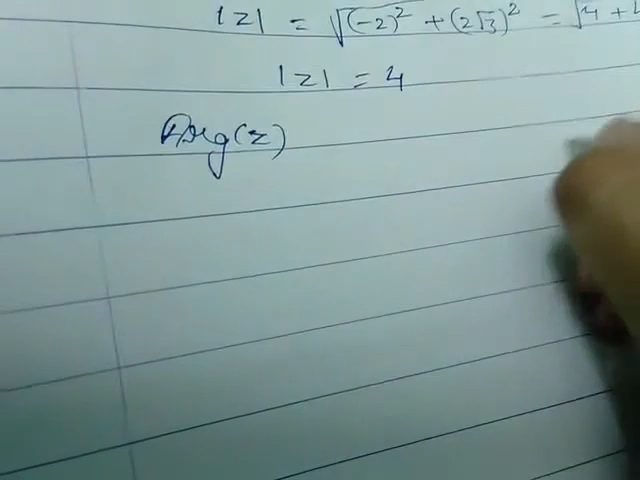 |z| = √(-2)² + (2√3)² = √4 +
|z| = 4
Arg(z)